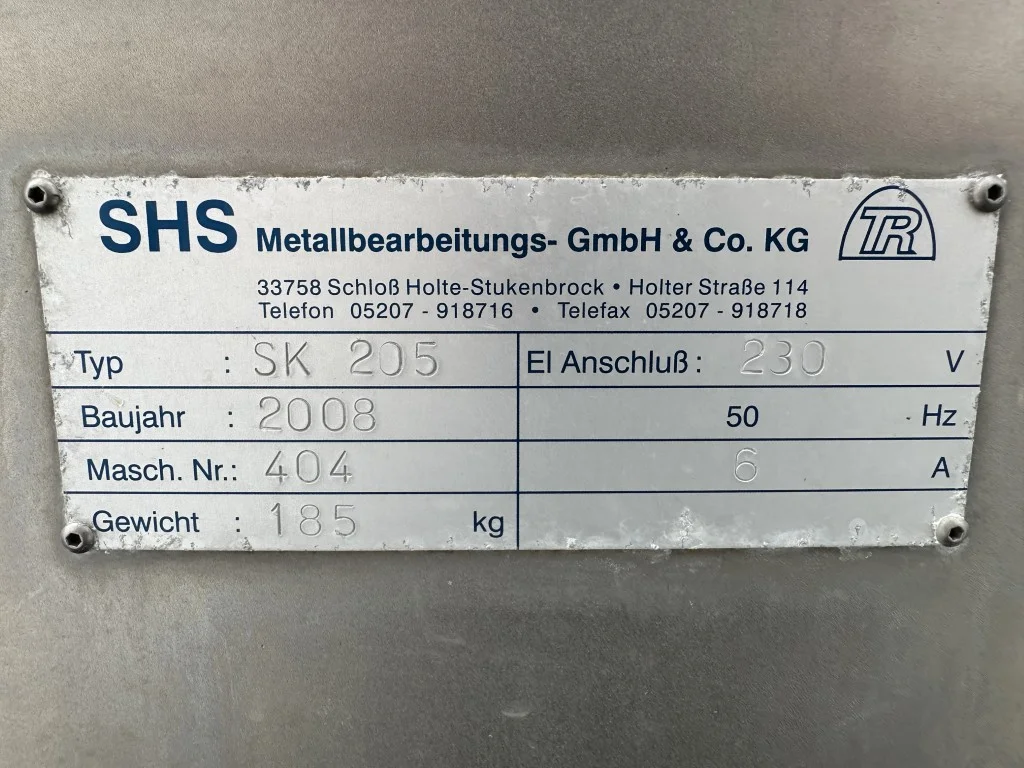 SHS Metallbearbeitungs- GmbH & Co. KG TR
33758 Schloß Holte-Stukenbrock • Holter Straße 114
Telefon 05207 - 918716 • Telefax 05207 - 918718
Typ : SK 205 El Anschluß : 230 V
Baujahr : 2008 50 Hz
Masch. Nr.: 404 6 A
Gewicht : 185 kg